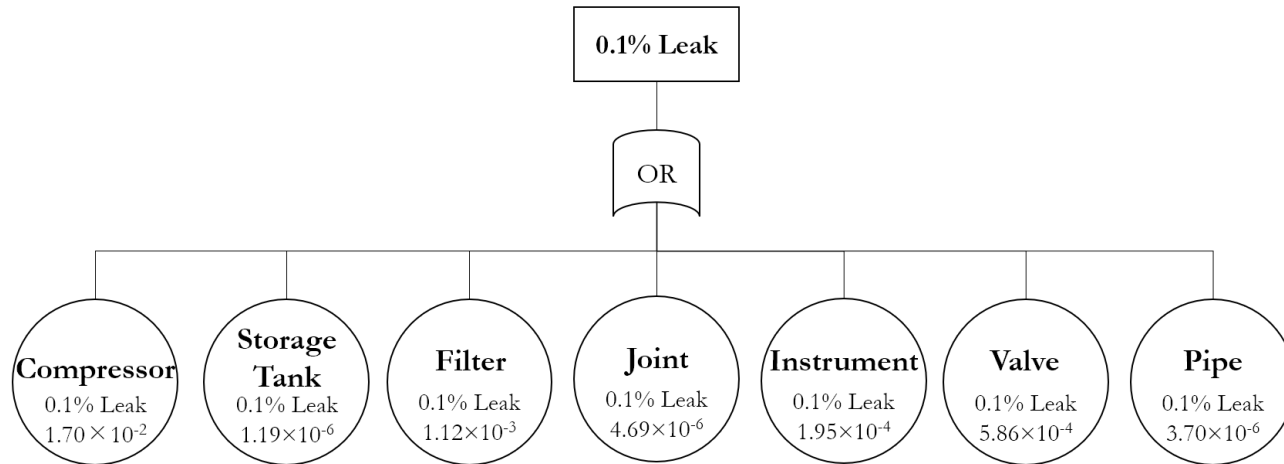 0.1% Leak
OR
Compressor
0.1% Leak
1.70 × 10⁻²
Storage
Tank
0.1% Leak
1.19×10⁻⁶
Filter
0.1% Leak
1.12×10⁻³
Joint
0.1% Leak
4.69×10⁻⁶
Instrument
0.1% Leak
1.95×10⁻⁴
Valve
0.1% Leak
5.86×10⁻⁴
Pipe
0.1% Leak
3.70×10⁻⁶